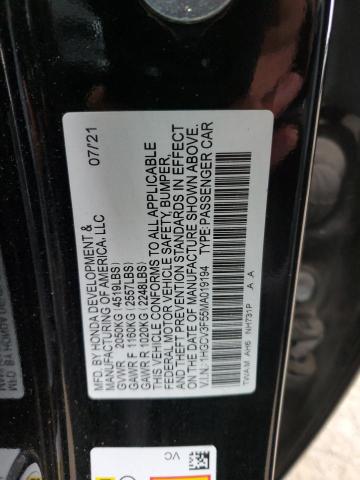 MFD. BY HONDA DEVELOPMENT &
MANUFACTURING OF AMERICA, LLC 07/21
GVWR 2050KG (4519LBS)
GAWR F 1160KG (2557LBS)
GAWR R 1020KG (2248LBS)
THIS VEHICLE CONFORMS TO ALL APPLICABLE
FEDERAL MOTOR VEHICLE SAFETY, BUMPER,
AND THEFT PREVENTION STANDARDS IN EFFECT
ON THE DATE OF MANUFACTURE SHOWN ABOVE.
V.I.N.: 1HGCV3F55MA019194 TYPE: PASSENGER CAR
TWAM AH6 NH731P A A
VC